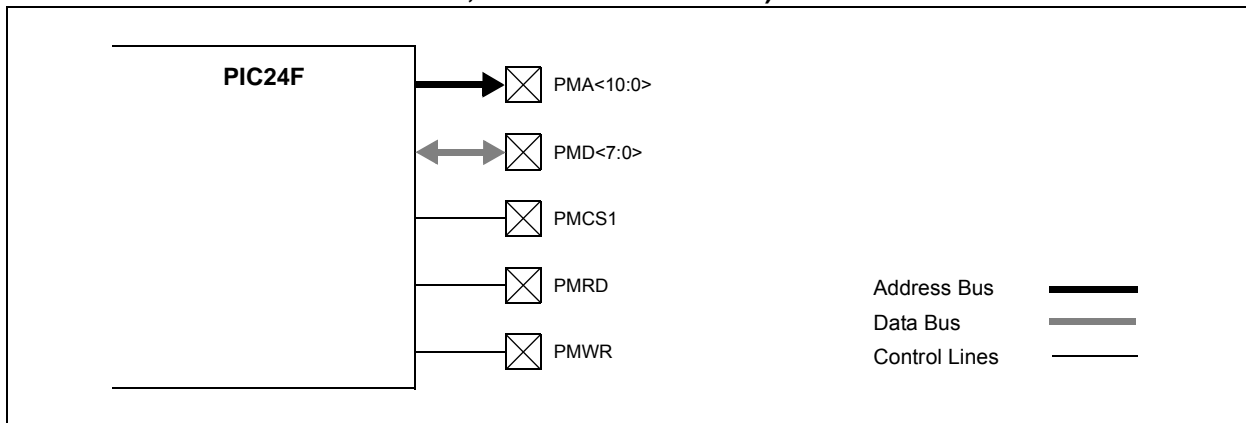 PIC24F
PMA<10:0>
PMD<7:0>
PMCS1
PMRD
PMWR
Address Bus
Data Bus
Control Lines